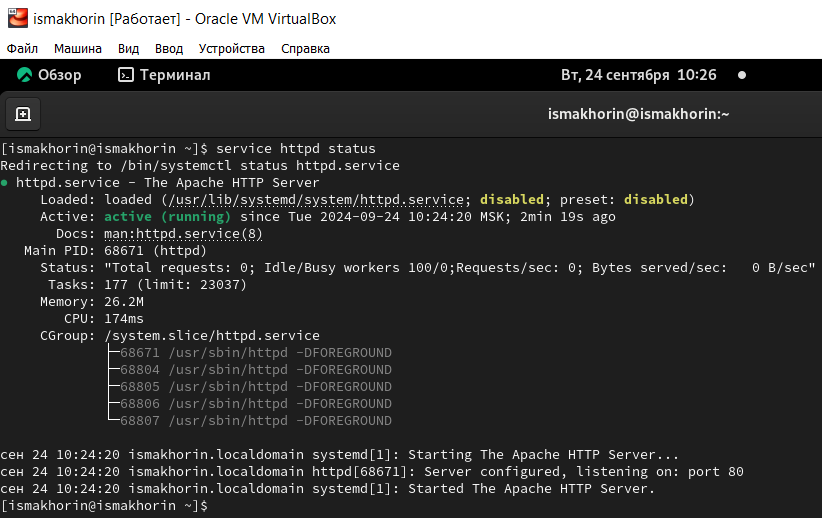 ismakhorin [Работает] - Oracle VM VirtualBox
Файл Машина Вид Ввод Устройства Справка
Обзор Терминал Вт, 24 сентября 10:26
ismakhorin@ismakhorin:~
[ismakhorin@ismakhorin ~]$ service httpd status
Redirecting to /bin/systemctl status httpd.service
● httpd.service - The Apache HTTP Server
Loaded: loaded (/usr/lib/systemd/system/httpd.service; disabled; preset: disabled)
Active: active (running) since Tue 2024-09-24 10:24:20 MSK; 2min 19s ago
Docs: man:httpd.service(8)
Main PID: 68671 (httpd)
Status: "Total requests: 0; Idle/Busy workers 100/0;Requests/sec: 0; Bytes served/sec:   0 B/sec"
Tasks: 177 (limit: 23037)
Memory: 26.2M
CPU: 174ms
CGroup: /system.slice/httpd.service
├─68671 /usr/sbin/httpd -DFOREGROUND
├─68804 /usr/sbin/httpd -DFOREGROUND
├─68805 /usr/sbin/httpd -DFOREGROUND
├─68806 /usr/sbin/httpd -DFOREGROUND
└─68807 /usr/sbin/httpd -DFOREGROUND
сен 24 10:24:20 ismakhorin.localdomain systemd[1]: Starting The Apache HTTP Server...
сен 24 10:24:20 ismakhorin.localdomain httpd[68671]: Server configured, listening on: port 80
сен 24 10:24:20 ismakhorin.localdomain systemd[1]: Started The Apache HTTP Server.
[ismakhorin@ismakhorin ~]$